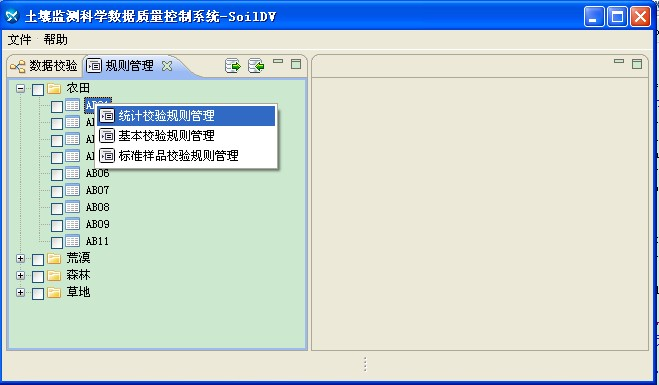 土壤监测科学数据质量控制系统-SoilDV
文件 帮助
数据校验 规则管理
农田
统计校验规则管理
基本校验规则管理
标准样品校验规则管理
AB06
AB07
AB08
AB09
AB11
荒漠
森林
草地